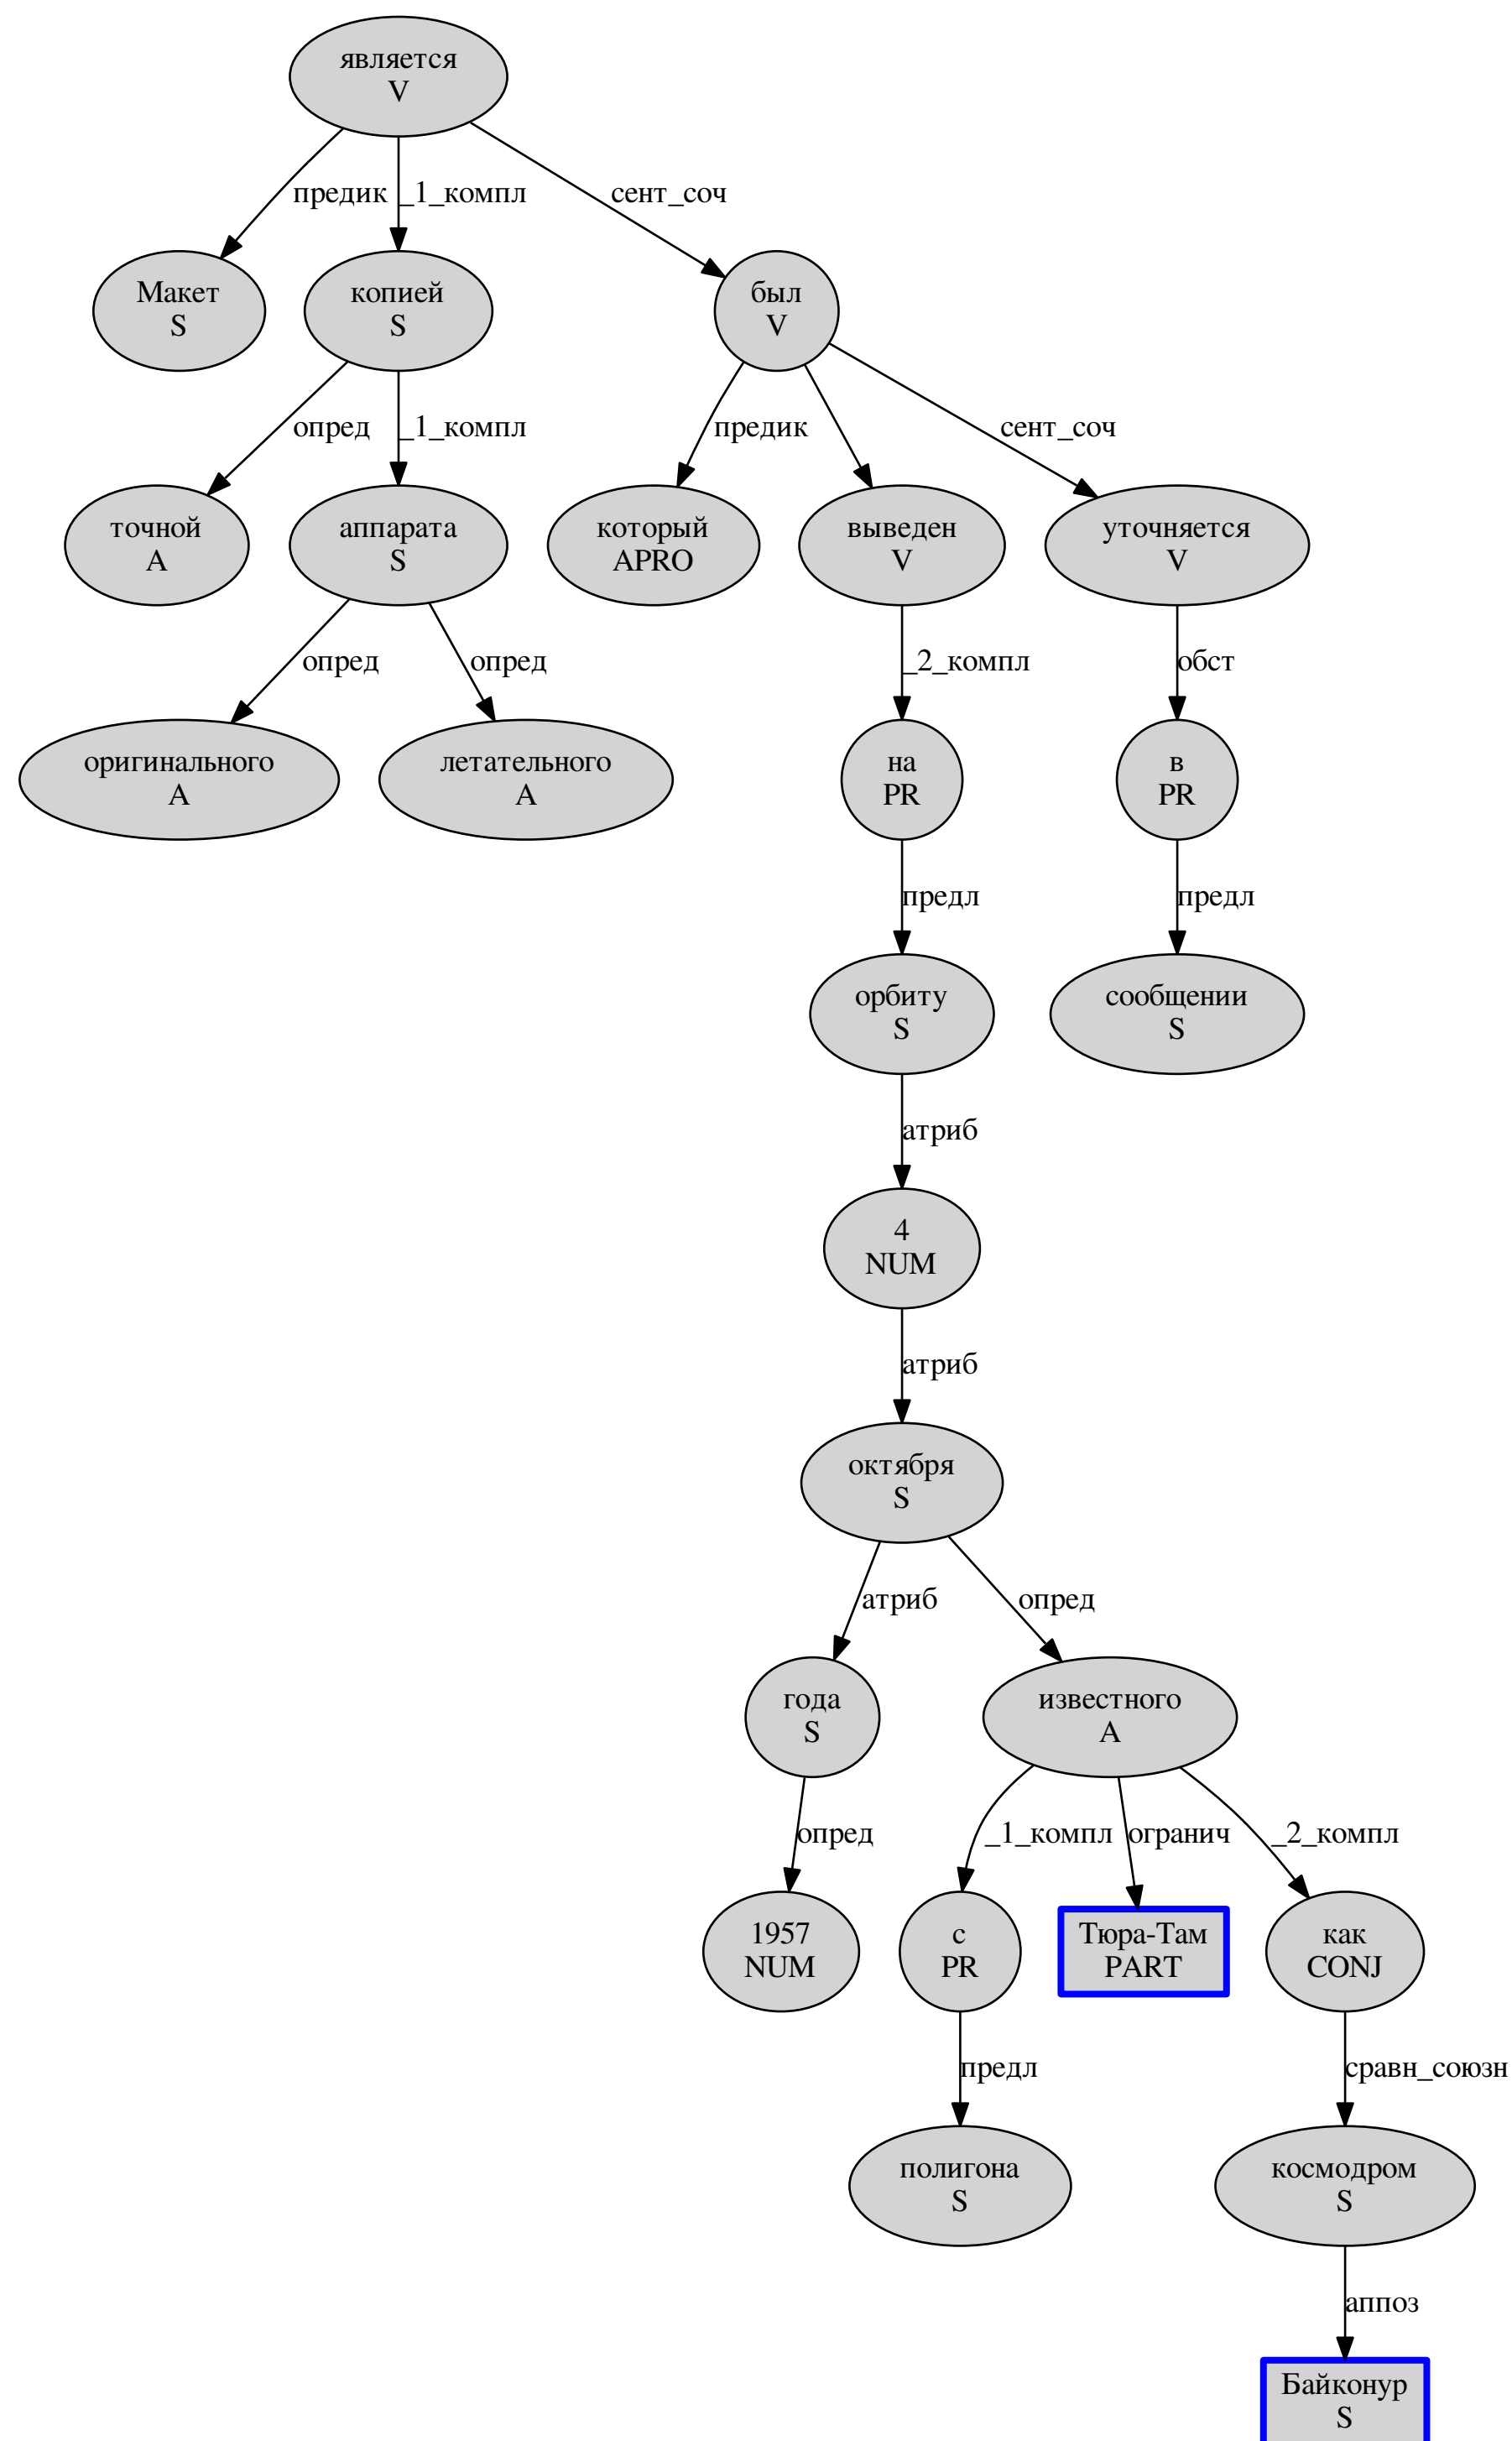 является
V
предик
_1_компл
сент_соч
Макет
S
копией
S
был
V
опред
_1_компл
предик
сент_соч
точной
A
аппарата
S
который
APRO
выведен
V
уточняется
V
опред
опред
_2_компл
обст
оригинального
A
летательного
A
на
PR
в
PR
предл
предл
орбиту
S
сообщении
S
атриб
4
NUM
атриб
октября
S
атриб
опред
года
S
известного
A
опред
_1_компл
огранич
_2_компл
1957
NUM
с
PR
Тюра-Там
PART
как
CONJ
предл
сравн_союзн
полигона
S
космодром
S
аппоз
Байконур
S